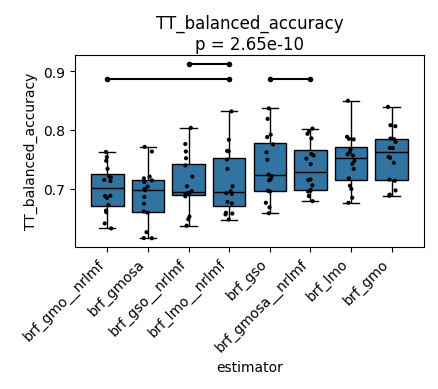 TT_balanced_accuracy
p = 2.65e-10
TT_balanced_accuracy
0.9
0.8
0.7
brf_gmo__nrlmf
brf_gmosa
brf_gso__nrlmf
brf_lmo__nrlmf
brf_gso
brf_gmosa__nrlmf
brf_lmo
brf_gmo
estimator